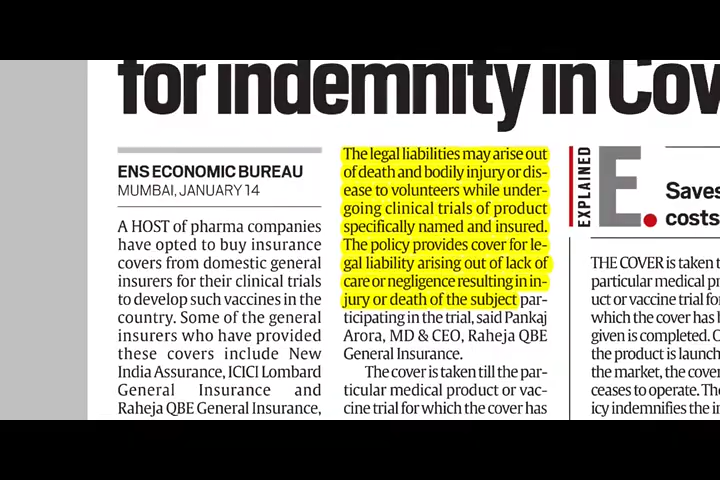 for indemnity in Cov
ENS ECONOMIC BUREAU
MUMBAI, JANUARY 14
A HOST of pharma companies
have opted to buy insurance
covers from domestic general
insurers for their clinical trials
to develop such vaccines in the
country. Some of the general
insurers who have provided
these covers include New
India Assurance, ICICI Lombard
General Insurance and
Raheja QBE General Insurance,
The legal liabilities may arise out
of death and bodily injury or dis-
ease to volunteers while under-
going clinical trials of product
specifically named and insured.
The policy provides cover for le-
gal liability arising out of lack of
care or negligence resulting in in-
jury or death of the subject par-
ticipating in the trial, said Pankaj
Arora, MD & CEO, Raheja QBE
General Insurance.
The cover is taken till the par-
ticular medical product or vac-
cine trial for which the cover has
EXPLAINED
E.
Saves
costs
THE COVER is taken t
particular medical pr
uct or vaccine trial fo
which the cover has b
given is completed. O
the product is launch
the market, the cover
ceases to operate. The
icy indemnifies the in